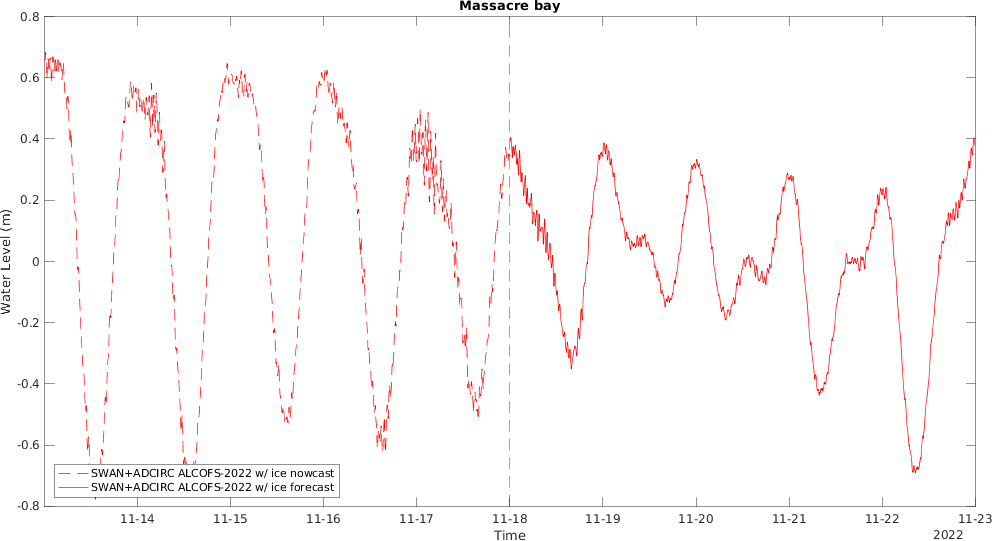 Massacre bay
0.8
0.6
0.4
0.2
0
-0.2
-0.4
-0.6
-0.8
Water Level (m)
SWAN+ADCIRC ALCOFS-2022 w/ ice nowcast
SWAN+ADCIRC ALCOFS-2022 w/ ice forecast
11-14 11-15 11-16 11-17 11-18 11-19 11-20 11-21 11-22 11-23
Time
2022